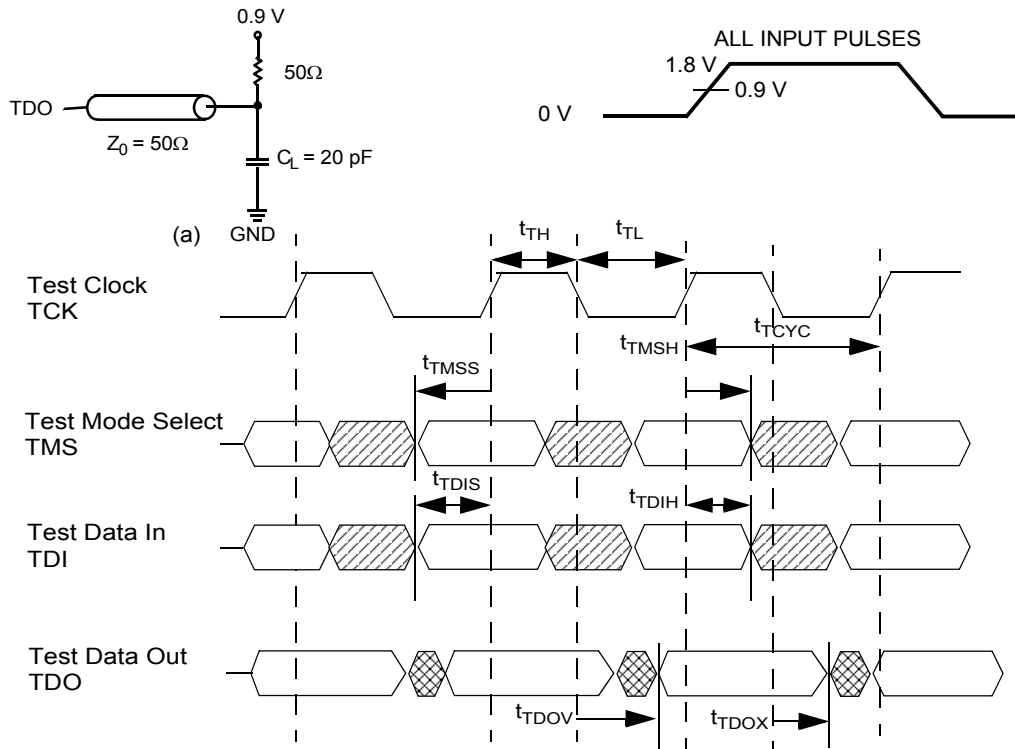 0.9 V
50Ω
TDO
Z0 = 50Ω
CL = 20 pF
GND
(a)
ALL INPUT PULSES
1.8 V
0.9 V
0 V
tTH
tTL
Test Clock
TCK
tTCYC
tTMSH
tTMSS
Test Mode Select
TMS
tTDIS
tTDIH
Test Data In
TDI
Test Data Out
TDO
tTDOV
tTDOX